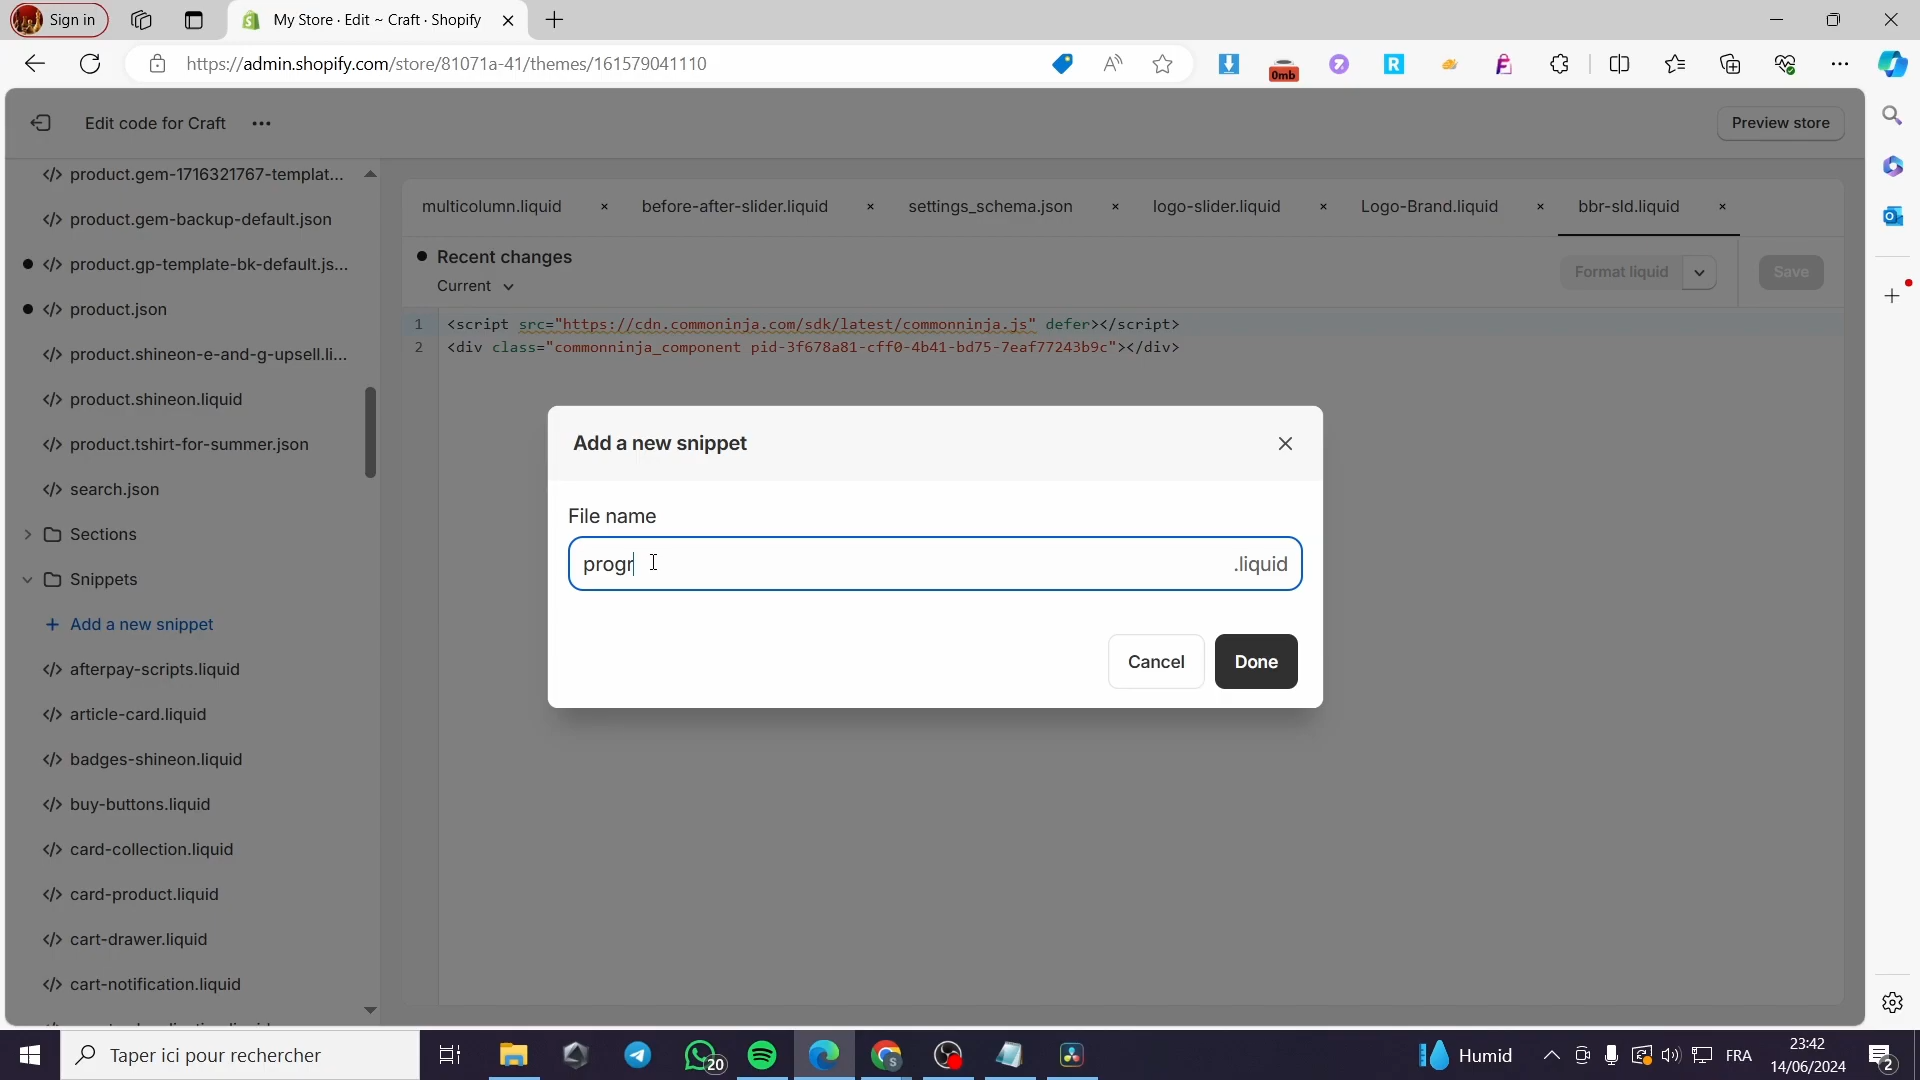 Sign in
My Store · Edit ~ Craft · Shopify
https://admin.shopify.com/store/81071a-41/themes/161579041110
0mb
Edit code for Craft
Preview store
</> product.gem-1716321767-templat...
</> product.gem-backup-default.json
</> product.gp-template-bk-default.js...
</> product.json
</> product.shineon-e-and-g-upsell.li...
</> product.shineon.liquid
</> product.tshirt-for-summer.json
</> search.json
Sections
Snippets
+ Add a new snippet
</> afterpay-scripts.liquid
</> article-card.liquid
</> badges-shineon.liquid
</> buy-buttons.liquid
</> card-collection.liquid
</> card-product.liquid
</> cart-drawer.liquid
</> cart-notification.liquid
multicolumn.liquid × before-after-slider.liquid × settings_schema.json × logo-slider.liquid × Logo-Brand.liquid × bbr-sld.liquid ×
Recent changes
Current
Format liquid
Save
1 <script src="https://cdn.commoninja.com/sdk/latest/commonninja.js" defer></script>
2 <div class="commonninja_component pid-3f678a81-cff0-4b41-bd75-7eaf77243b9c"></div>
Add a new snippet
File name
progr
.liquid
Cancel
Done
Taper ici pour rechercher
20
Humid
FRA
23:42
14/06/2024
2